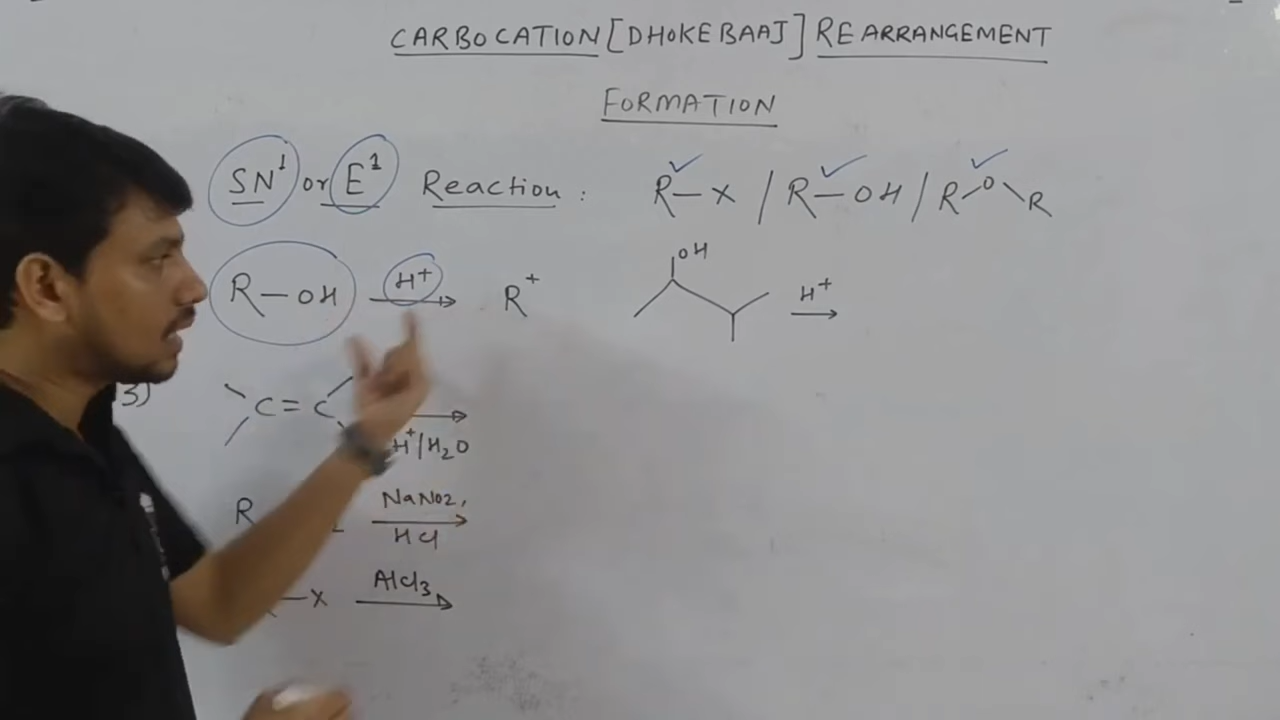 CARBOCATION [DHOKEBAAJ] REARRANGEMENT
FORMATION
SN¹ or E¹ Reaction : R-X / R-OH / R-O-R
R-OH H⁺ → R⁺
OH H⁺ →
3) C=C → H⁺/H₂O
R NaNO₂, HCl →
-X AlCl₃ →